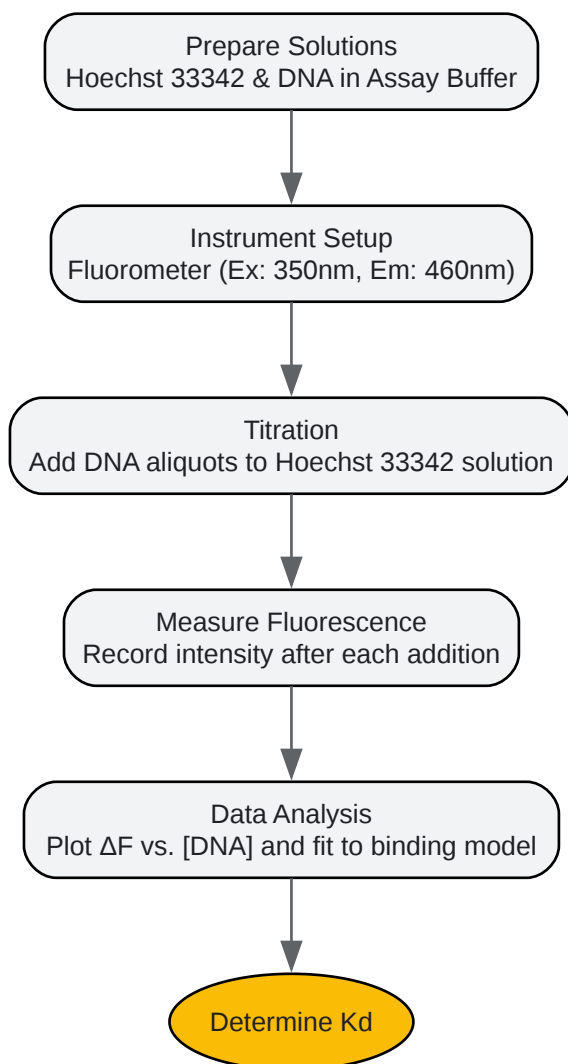 Prepare Solutions
Hoechst 33342 & DNA in Assay Buffer
Instrument Setup
Fluorometer (Ex: 350nm, Em: 460nm)
Titration
Add DNA aliquots to Hoechst 33342 solution
Measure Fluorescence
Record intensity after each addition
Data Analysis
Plot ΔF vs. [DNA] and fit to binding model
Determine Kd